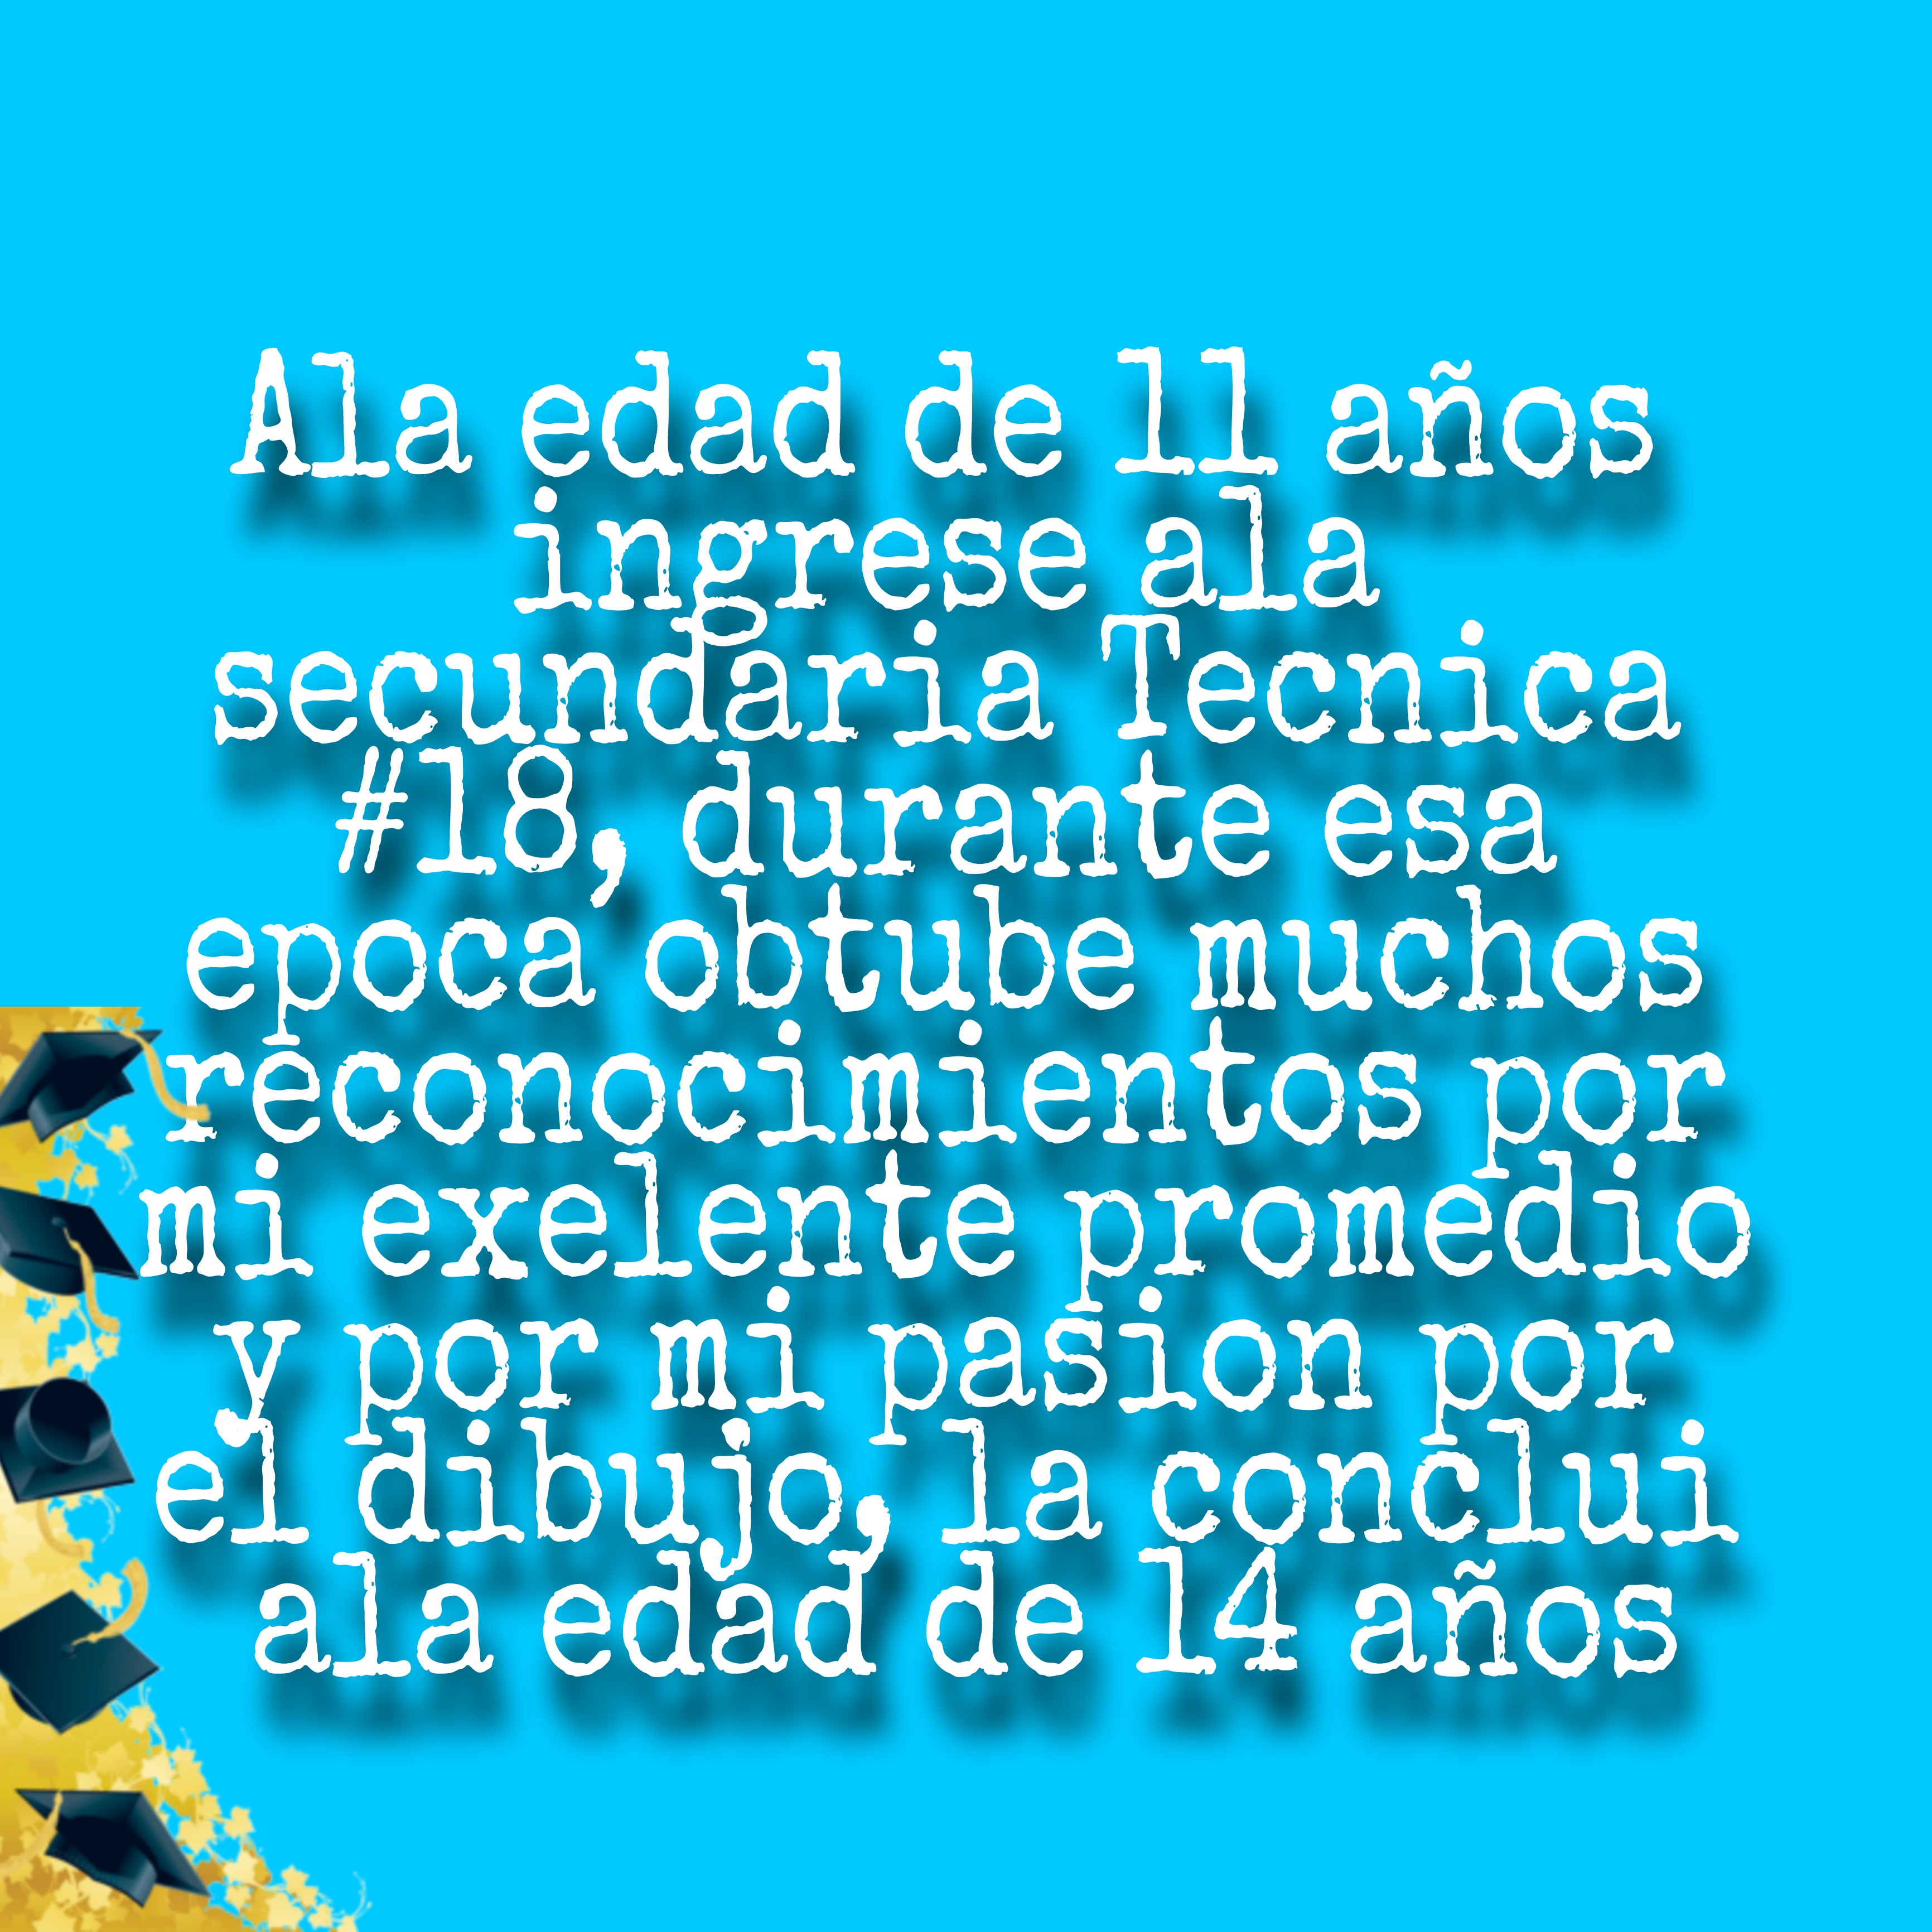 Ala edad de 11 años
ingrese ala
secundaria Tecnica
#18, durante esa
epoca obtube muchos
reconocimientos por
mi exelente promedio
y por mi pasion por
el dibujo, la conclui
ala edad de 14 años